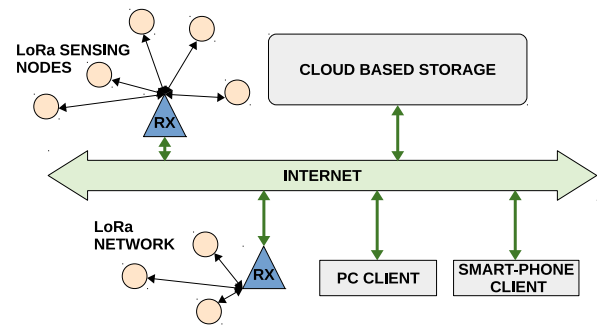 LoRa SENSING
NODES
CLOUD BASED STORAGE
RX
INTERNET
LoRa
NETWORK
RX
PC CLIENT
SMART-PHONE
CLIENT